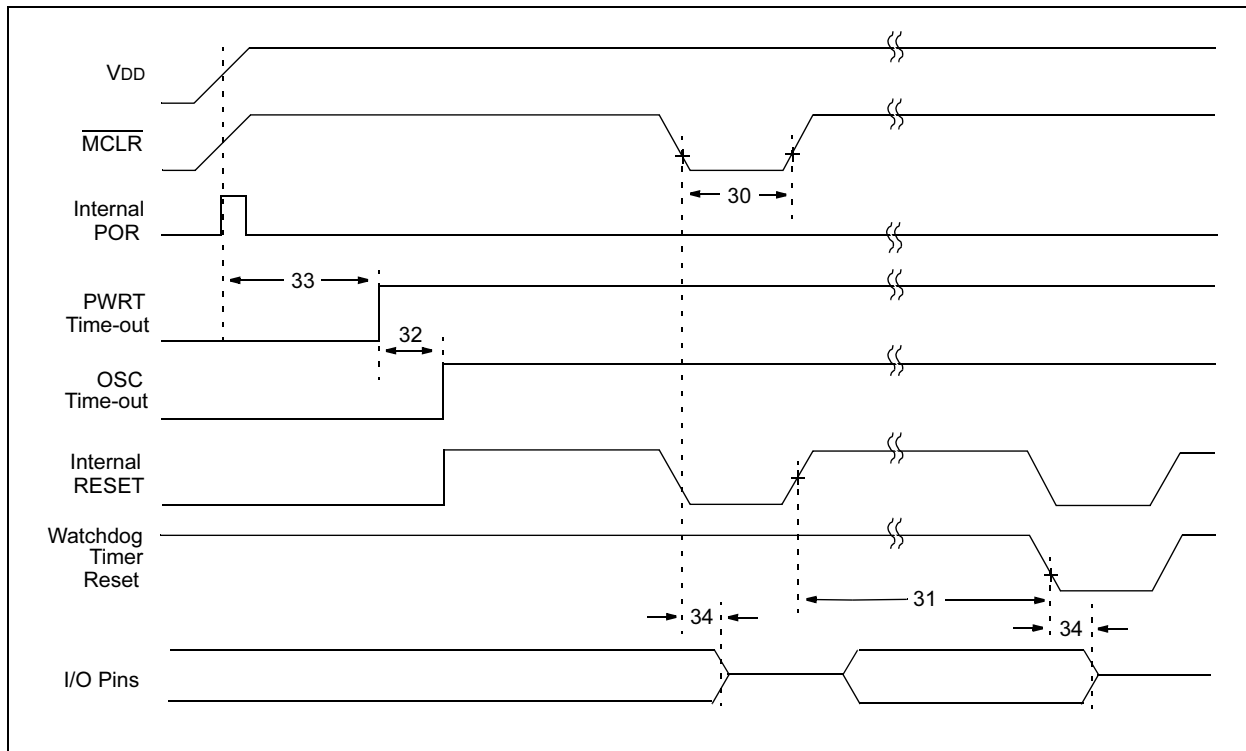 VDD
MCLR
30
Internal
POR
33
PWRT
Time-out
32
OSC
Time-out
Internal
RESET
Watchdog
Timer
Reset
31
34
34
I/O Pins